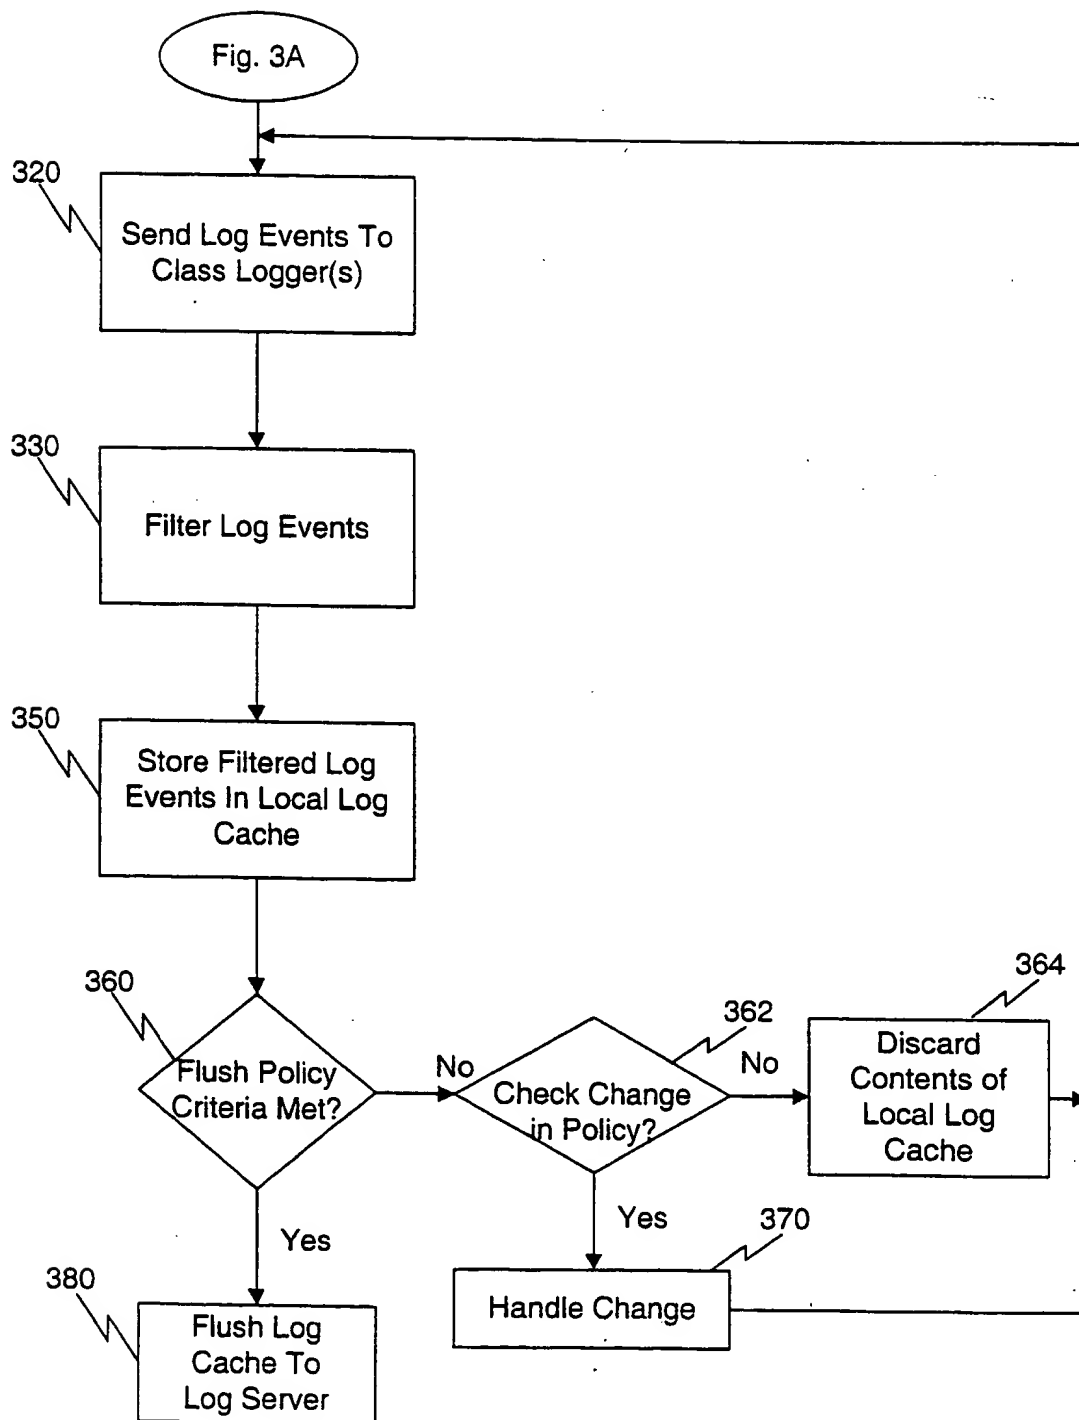 Fig. 3A
320
Send Log Events To
Class Logger(s)
330
Filter Log Events
350
Store Filtered Log
Events In Local Log
Cache
360
Flush Policy
Criteria Met?
No
362
Check Change
in Policy?
No
364
Discard
Contents of
Local Log
Cache
Yes
Yes
370
Handle Change
380
Flush Log
Cache To
Log Server